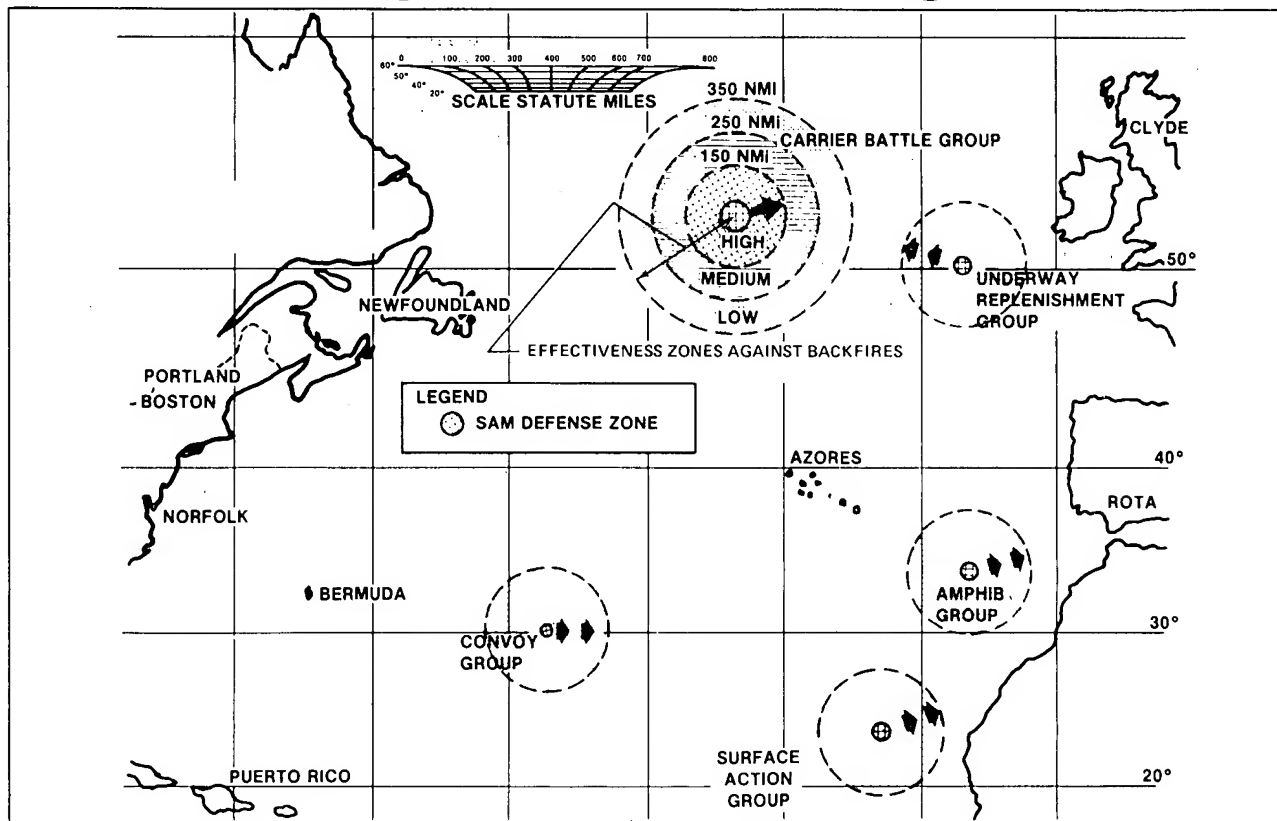 0 100 200 300 400 500 600 700 800
60°
50°
40°
20°
SCALE STATUTE MILES
350 NMI
250 NMi
150 NMi
CARRIER BATTLE GROUP
CLYDE
HIGH
MEDIUM
LOW
50°
UNDERWAY
REPLENISHMENT
GROUP
NEWFOUNDLAND
EFFECTIVENESS ZONES AGAINST BACKFIRES
PORTLAND
BOSTON
LEGEND
SAM DEFENSE ZONE
AZORES
40°
ROTA
NORFOLK
BERMUDA
AMPHIB
GROUP
CONVOY
GROUP
30°
SURFACE
ACTION
GROUP
PUERTO RICO
20°